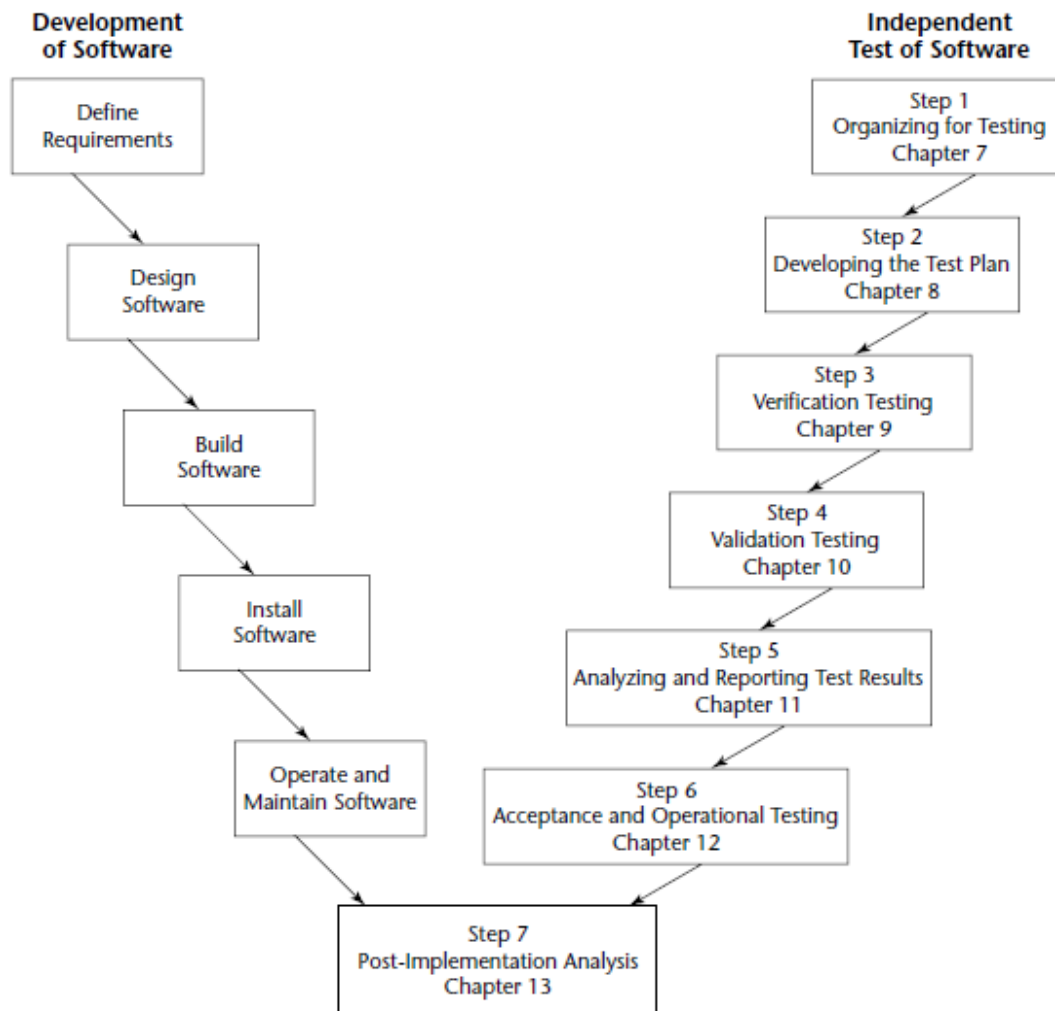 Development
of Software
Define
Requirements
Design
Software
Build
Software
Install
Software
Operate and
Maintain Software
Independent
Test of Software
Step 1
Organizing for Testing
Chapter 7
Step 2
Developing the Test Plan
Chapter 8
Step 3
Verification Testing
Chapter 9
Step 4
Validation Testing
Chapter 10
Step 5
Analyzing and Reporting Test Results
Chapter 11
Step 6
Acceptance and Operational Testing
Chapter 12
Step 7
Post-Implementation Analysis
Chapter 13